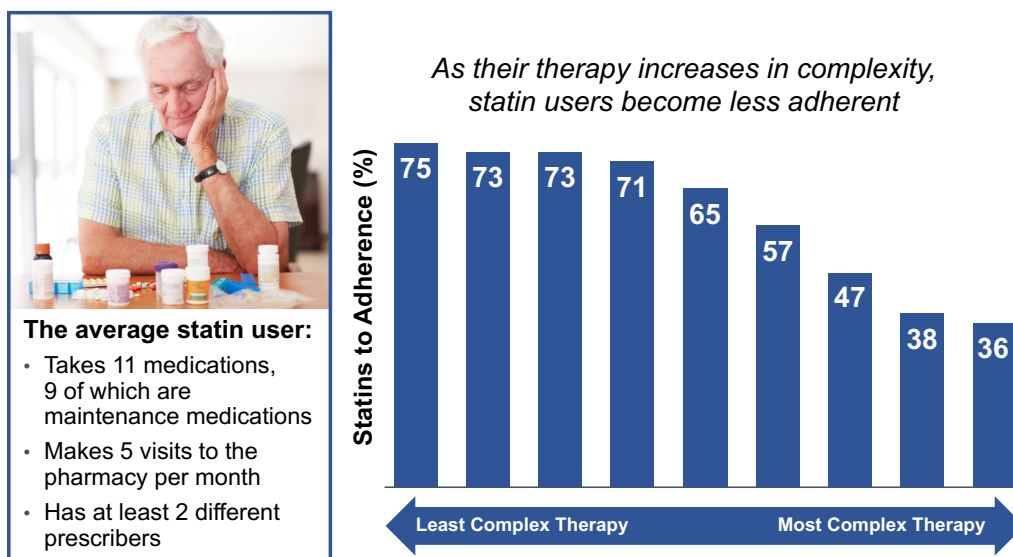 The average statin user:
• Takes 11 medications,
9 of which are
maintenance medications
• Makes 5 visits to the
pharmacy per month
• Has at least 2 different
prescribers
As their therapy increases in complexity,
statin users become less adherent
Statins to Adherence (%)
75 73 73 71 65 57 47 38 36
Least Complex Therapy Most Complex Therapy